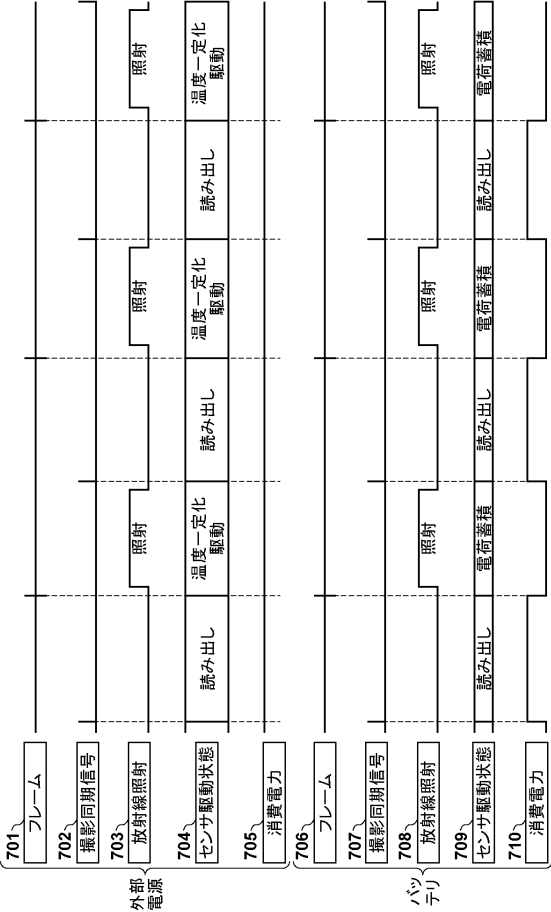 外部
電源
701
フレーム
702
撮影同期信号
703
放射線照射
照射
照射
照射
704
センサ駆動状態
読み出し
温度一定化
駆動
読み出し
温度一定化
駆動
読み出し
温度一定化
駆動
705
消費電力
バッ
テリ
706
フレーム
707
撮影同期信号
708
放射線照射
照射
照射
照射
709
センサ駆動状態
読み出し
電荷蓄積
読み出し
電荷蓄積
読み出し
電荷蓄積
710
消費電力